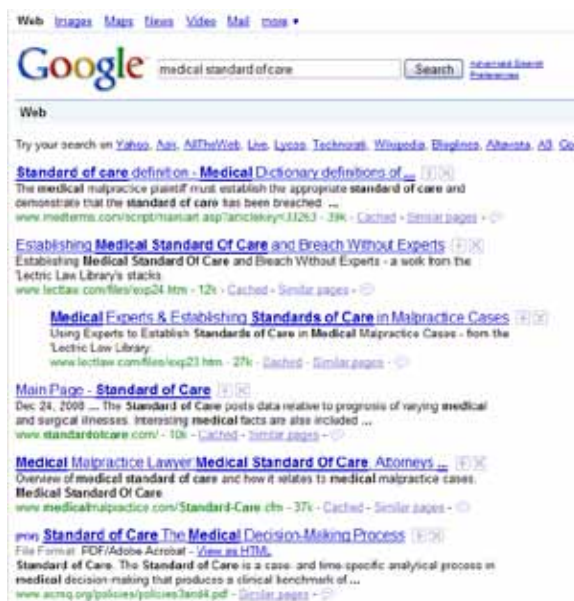 Web Images Maps News Video Mail more ▼
Google medical standard of care Search Advanced Search
Preferences
Web
Try your search on Yahoo, Ask, AllTheWeb, Live, Lycos, Technorati, Wikipedia, Bloglines, Altavista, A9, Go
Standard of care definition - Medical Dictionary definitions of ...
The medical malpractice plaintiff must establish the appropriate standard of care and
demonstrate that the standard of care has been breached. ...
www.medterms.com/script/main/art.asp?articlekey=33263 - 39k - Cached - Similar pages -
Establishing Medical Standard Of Care and Breach Without Experts
Establishing Medical Standard Of Care and Breach Without Experts - a work from the
'Lectric Law Library's stacks.
www.lectlaw.com/files/exp24.htm - 12k - Cached - Similar pages -
Medical Experts & Establishing Standards of Care in Malpractice Cases
Using Experts to Establish Standards of Care in Medical Malpractice Cases - from the
'Lectric Law Library.
www.lectlaw.com/files/exp23.htm - 27k - Cached - Similar pages -
Main Page - Standard of Care
Dec 24, 2008 ... The Standard of Care posts data relative to prognosis of varying medical
and surgical illnesses. Interesting medical facts are also included ...
www.standardofcare.com/ - 10k - Cached - Similar pages -
Medical Malpractice Lawyer:Medical Standard Of Care, Attorneys ...
Overview of medical standard of care and how it relates to medical malpractice cases.
Medical Standard Of Care
www.medicalmalpractice.com/Standard-Care.cfm - 37k - Cached - Similar pages -
[PDF] Standard of Care The Medical Decision-Making Process
File Format: PDF/Adobe Acrobat - View as HTML
Standard of Care. The Standard of Care is a case- and time-specific analytical process in
medical decision-making that produces a clinical benchmark of ...
www.acmq.org/policies/policies3and4.pdf - Similar pages -